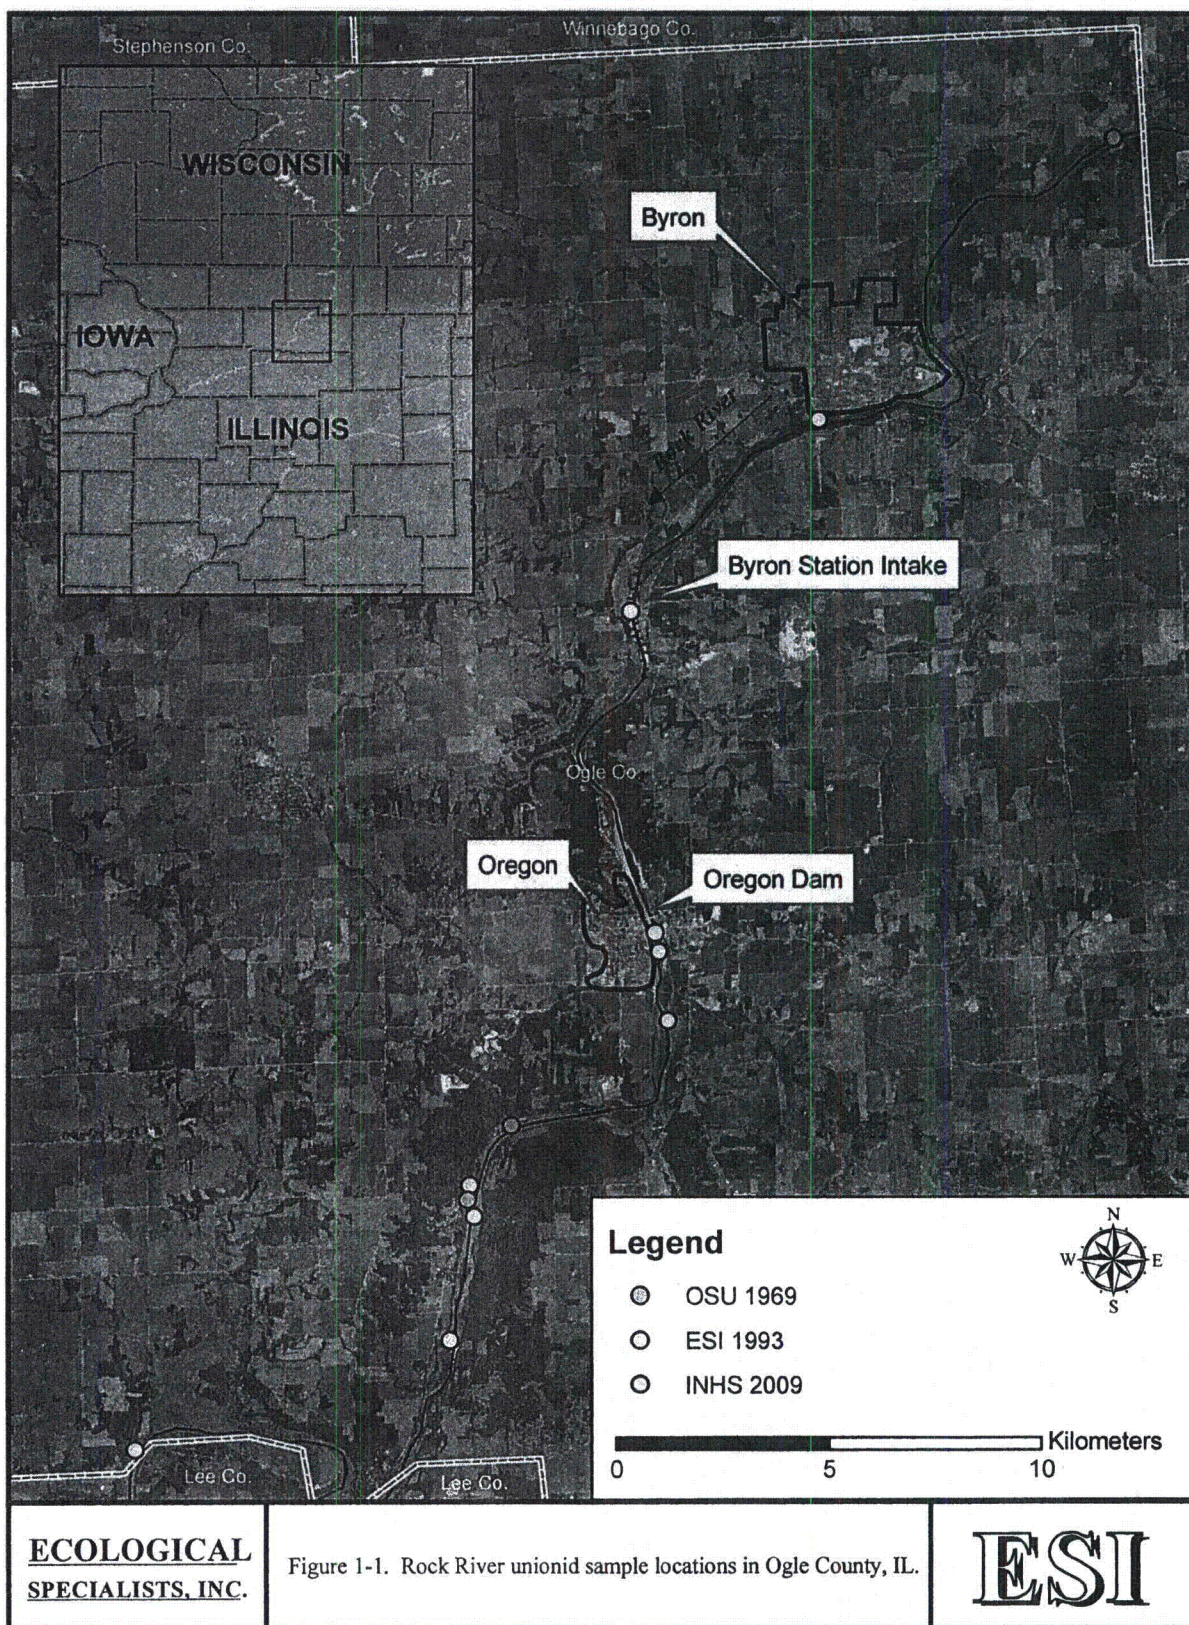 Stephenson Co.
Winnebago Co.
WISCONSIN
IOWA
ILLINOIS
Byron
Rock River
Byron Station Intake
Ogle Co.
Oregon
Oregon Dam
Legend
OSU 1969
ESI 1993
INHS 2009
N
W E
S
Kilometers
0 5 10
Lee Co.
Lee Co.
ECOLOGICAL
SPECIALISTS, INC.
Figure 1-1. Rock River unionid sample locations in Ogle County, IL.
ESI